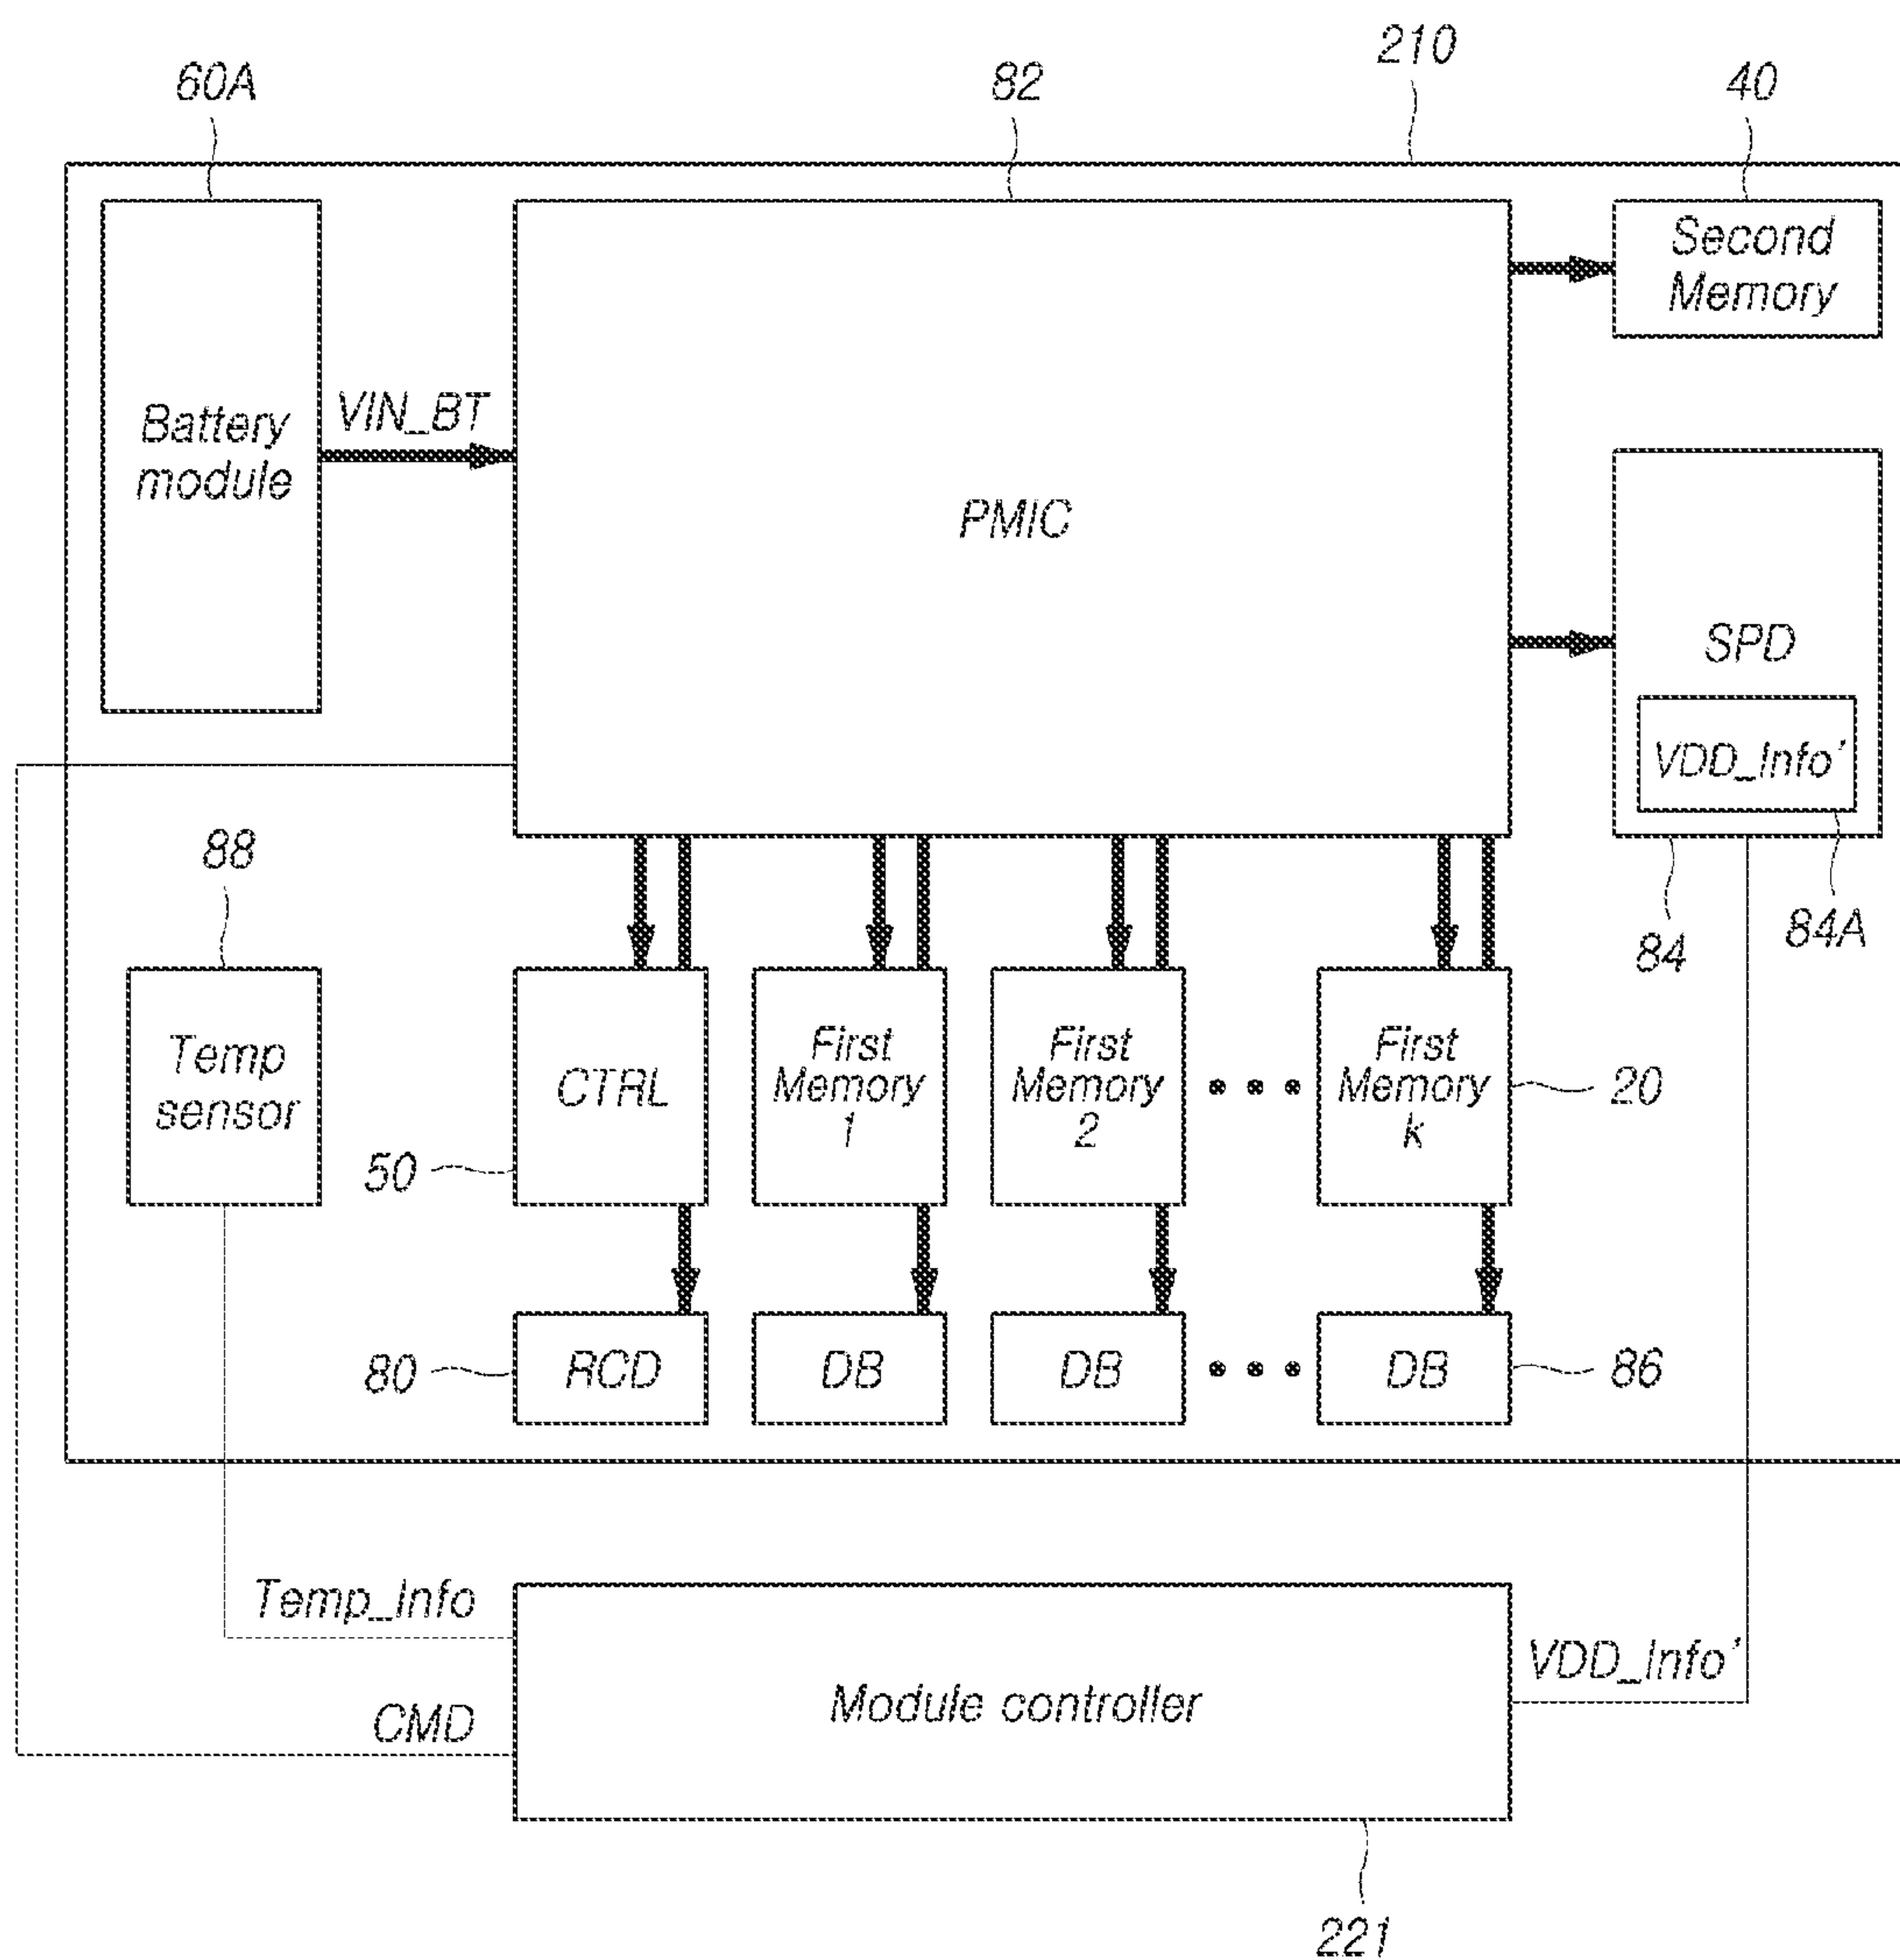 210
60A
82
40
Second
Memory
Battery
module
VIN_BT
PMIC
SPD
VDD_Info'
88
84
84A
Temp
sensor
CTRL
First
Memory
1
First
Memory
2
First
Memory
k
20
50
80
RCD
DB
DB
DB
86
Temp_Info
CMD
Module controller
VDD_Info'
221